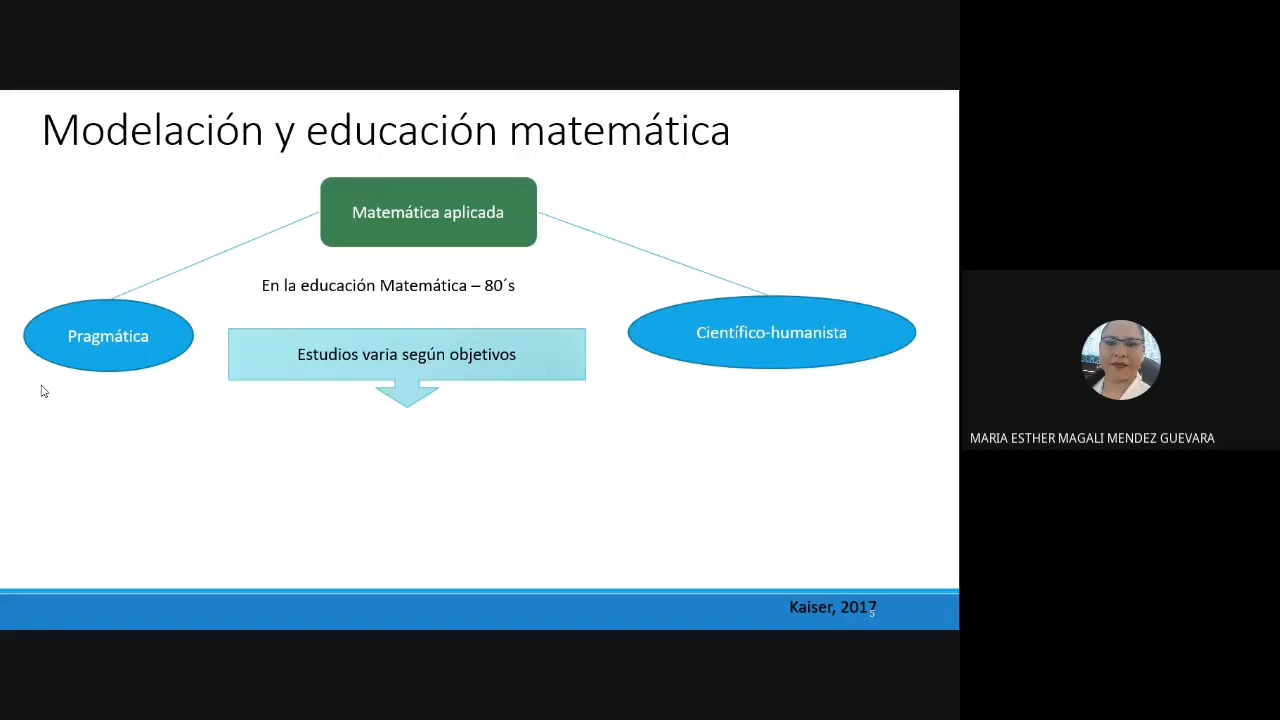 Modelación y educación matemática
Matemática aplicada
En la educación Matemática – 80´s
Pragmática
Estudios varia según objetivos
Científico-humanista
MARIA ESTHER MAGALI MENDEZ GUEVARA
Kaiser, 2017
5